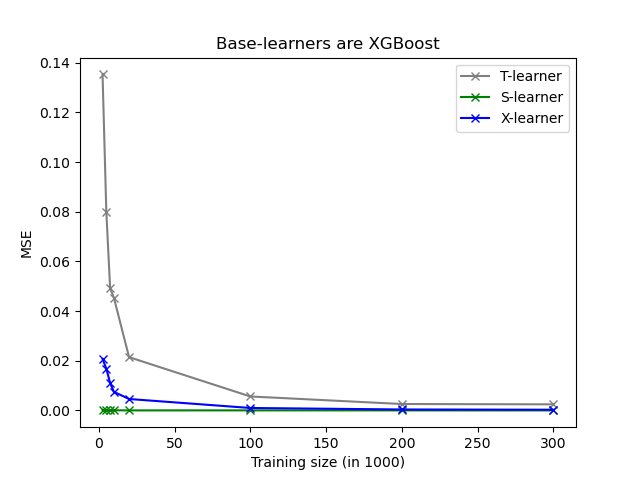 Base-learners are XGBoost
T-learner
S-learner
X-learner
MSE
0.14
0.12
0.10
0.08
0.06
0.04
0.02
0.00
0 50 100 150 200 250 300
Training size (in 1000)